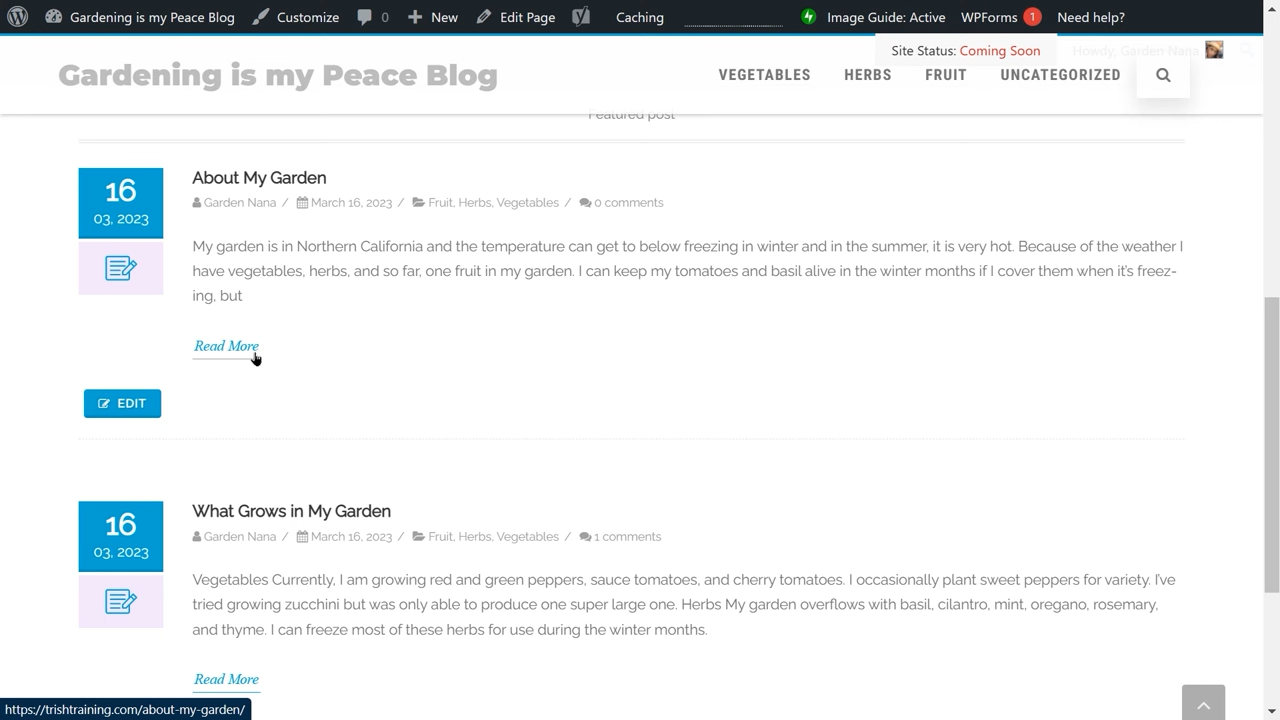 Gardening is my Peace Blog Customize 0 New Edit Page Caching Image Guide: Active WPForms 1 Need help?
Site Status: Coming Soon Howdy, Garden Nana
Gardening is my Peace Blog VEGETABLES HERBS FRUIT UNCATEGORIZED
Featured post
16
03, 2023
About My Garden
Garden Nana / March 16, 2023 / Fruit, Herbs, Vegetables / 0 comments
My garden is in Northern California and the temperature can get to below freezing in winter and in the summer, it is very hot. Because of the weather I
have vegetables, herbs, and so far, one fruit in my garden. I can keep my tomatoes and basil alive in the winter months if I cover them when it's freez-
ing, but
Read More
EDIT
16
03, 2023
What Grows in My Garden
Garden Nana / March 16, 2023 / Fruit, Herbs, Vegetables / 1 comments
Vegetables Currently, I am growing red and green peppers, sauce tomatoes, and cherry tomatoes. I occasionally plant sweet peppers for variety. I've
tried growing zucchini but was only able to produce one super large one. Herbs My garden overflows with basil, cilantro, mint, oregano, rosemary,
and thyme. I can freeze most of these herbs for use during the winter months.
Read More
https://trishtraining.com/about-my-garden/